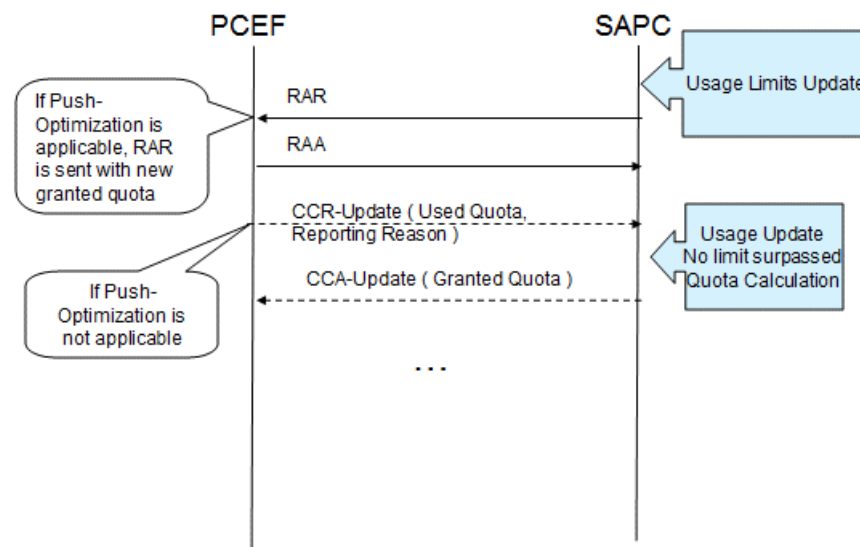 PCEF
SAPC
Usage Limits Update
If Push-
Optimization is
applicable, RAR
is sent with new
granted quota
RAR
RAA
CCR-Update ( Used Quota,
Reporting Reason )
Usage Update
No limit surpassed
Quota Calculation
CCA-Update ( Granted Quota )
If Push-
Optimization is
not applicable
...